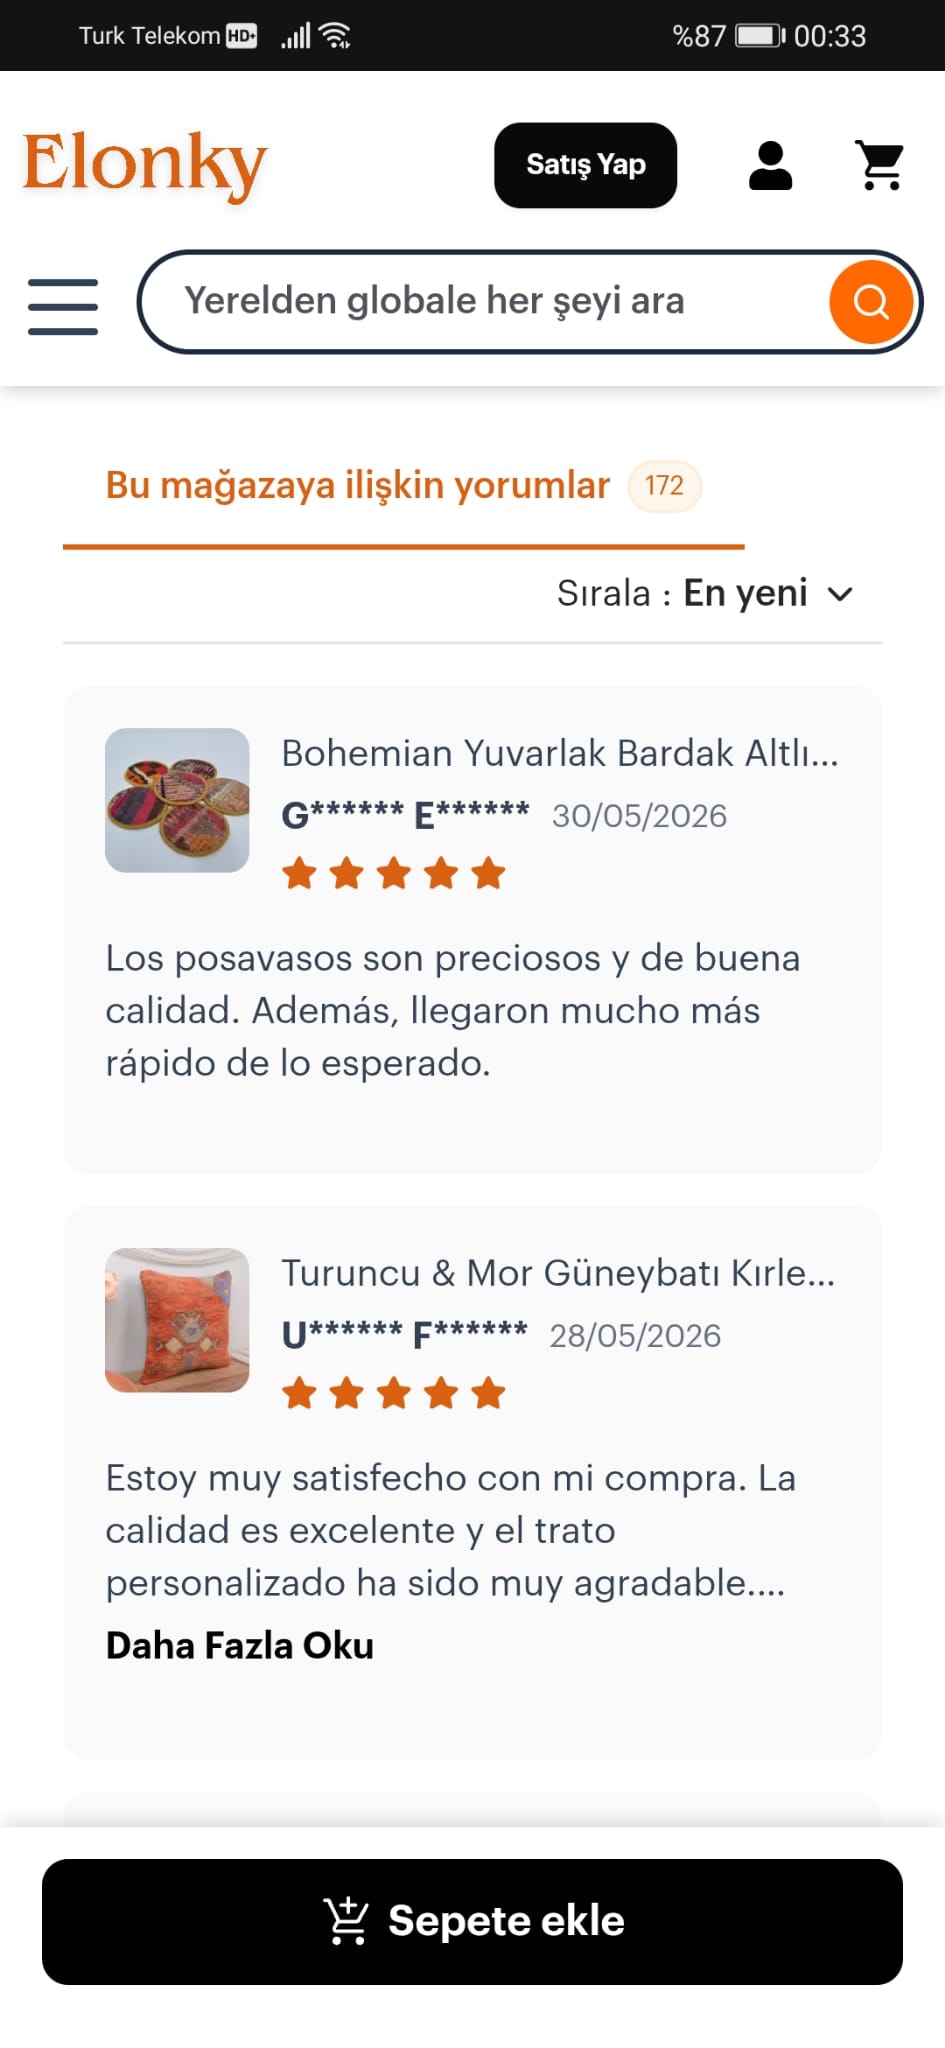 Turk Telekom HD+ %87 00:33
Elonky
Satış Yap
Yerelden globale her şeyi ara
Bu mağazaya ilişkin yorumlar 172
Sırala : En yeni
Bohemian Yuvarlak Bardak Altlı...
G****** E****** 30/05/2026
Los posavasos son preciosos y de buena
calidad. Además, llegaron mucho más
rápido de lo esperado.
Turuncu & Mor Güneybatı Kırle...
U****** F****** 28/05/2026
Estoy muy satisfecho con mi compra. La
calidad es excelente y el trato
personalizado ha sido muy agradable....
Daha Fazla Oku
Sepete ekle